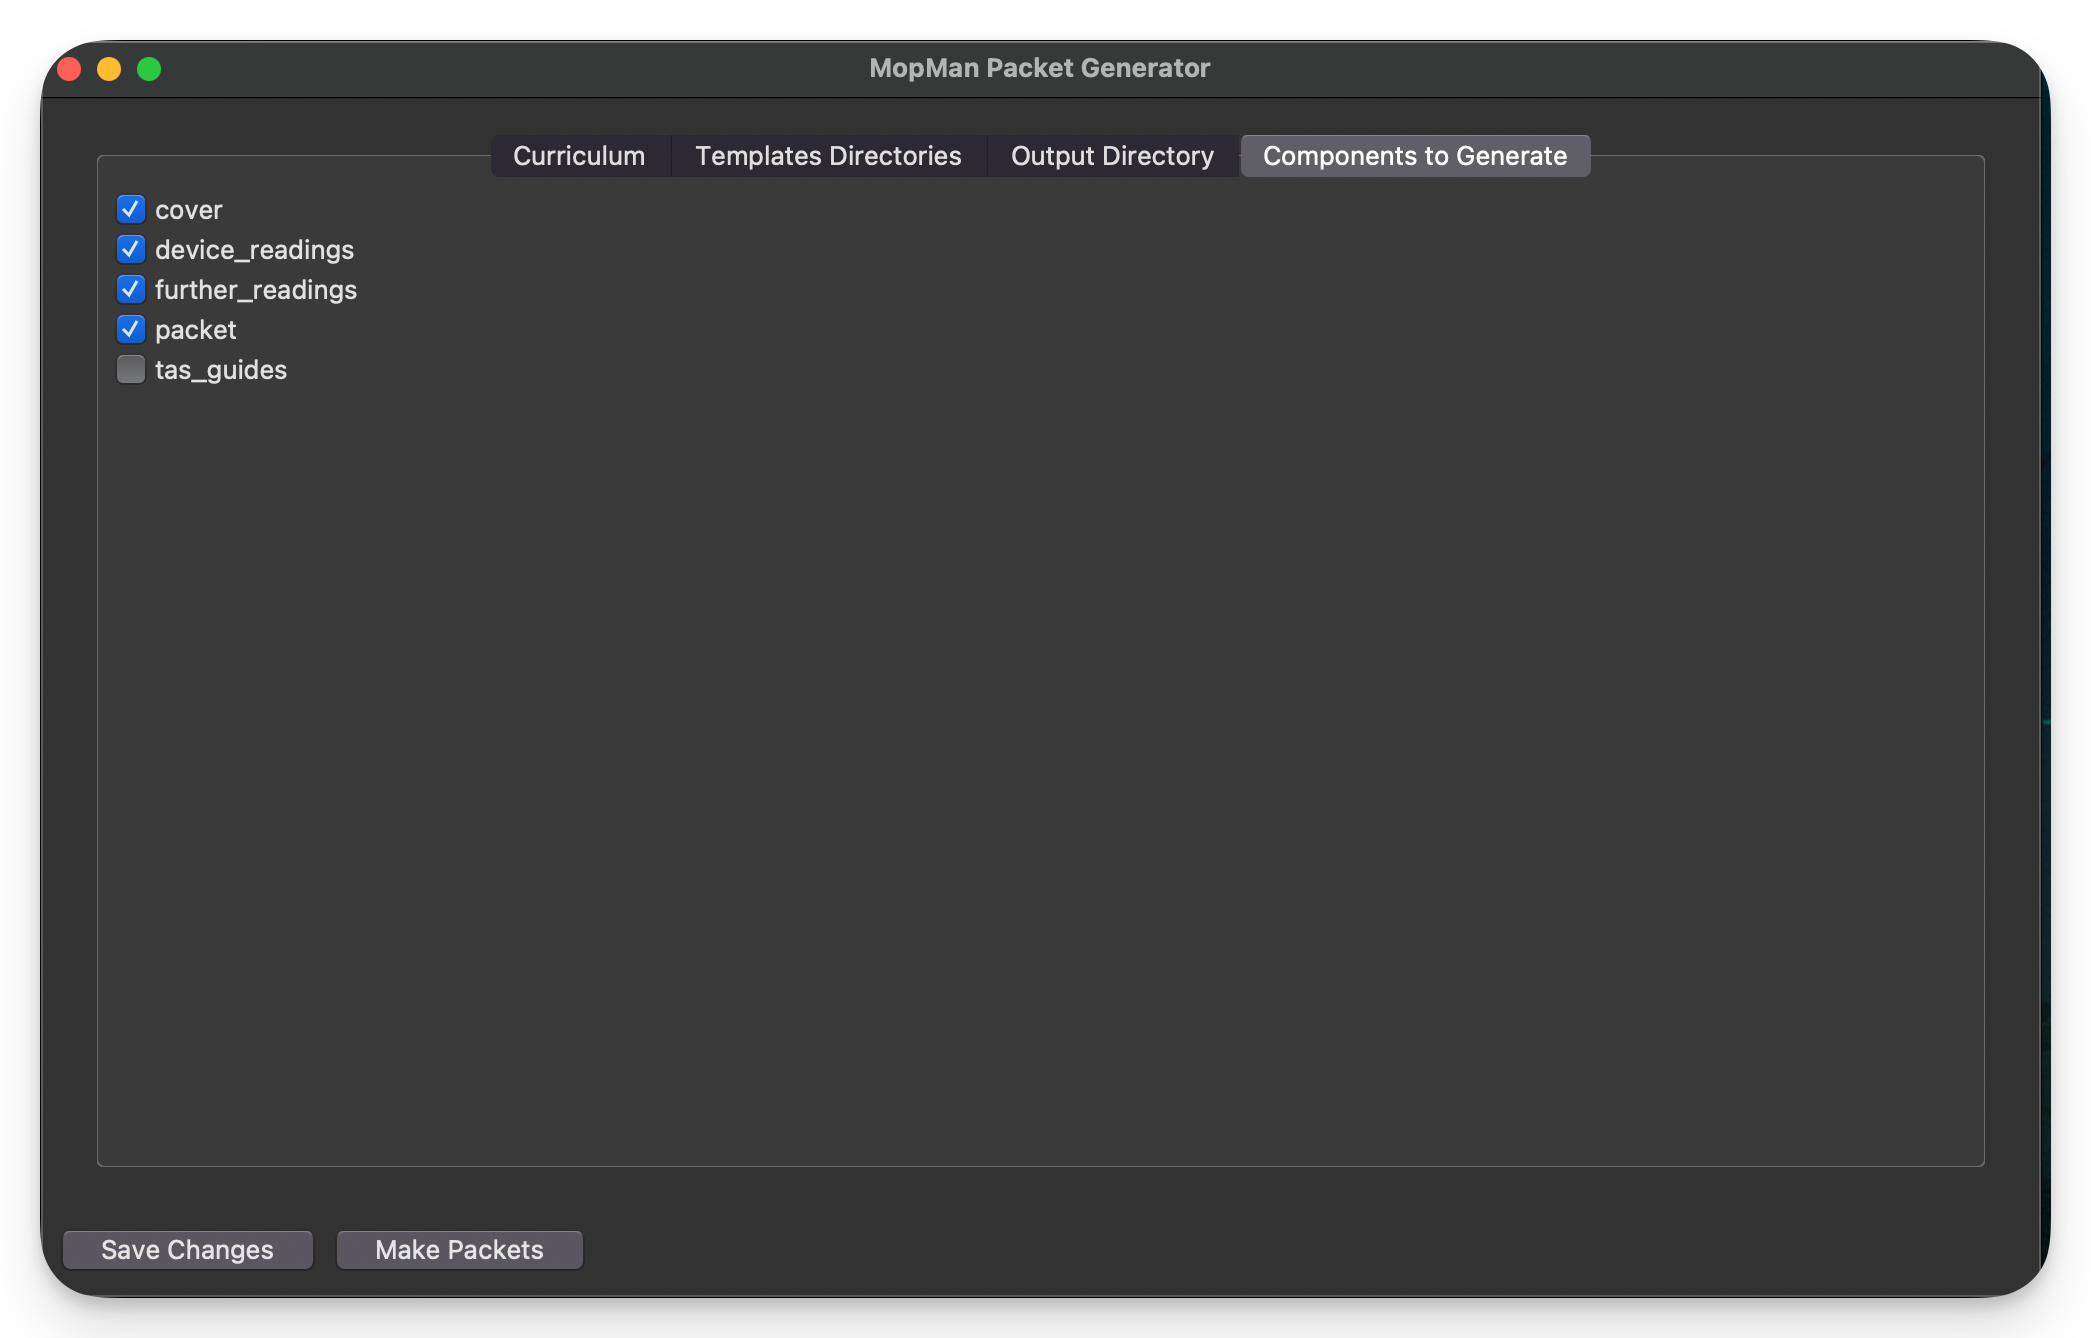 MopMan Packet Generator
Curriculum Templates Directories Output Directory Components to Generate
cover
device_readings
further_readings
packet
tas_guides
Save Changes Make Packets